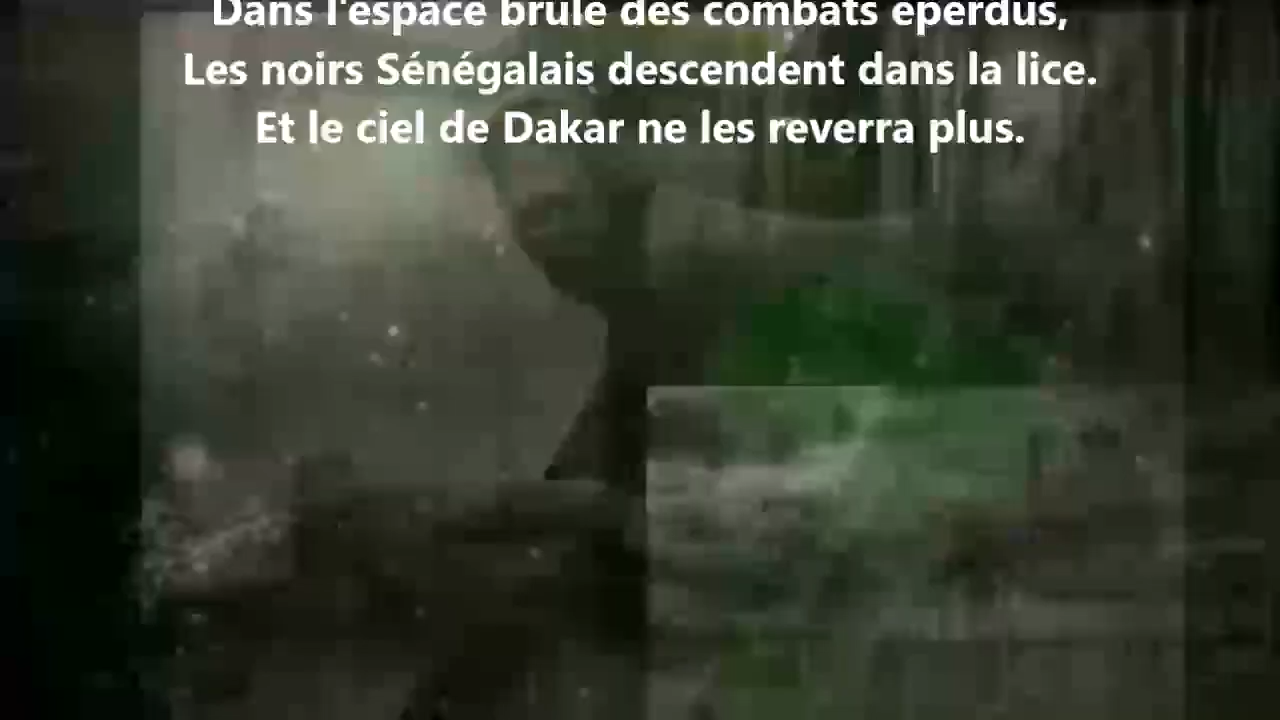 Dans l'espace brûlé des combats éperdus,
Les noirs Sénégalais descendent dans la lice.
Et le ciel de Dakar ne les reverra plus.